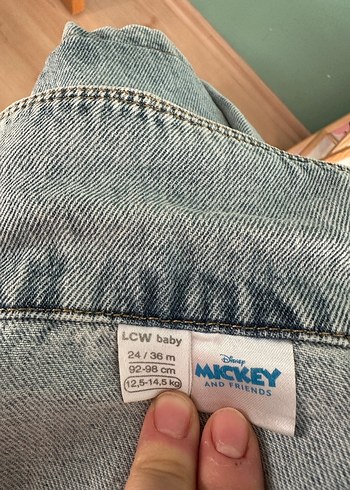 LCW baby
24 / 36 m
92-98 cm
12,5-14,5 kg
Disney
MICKEY
AND FRIENDS